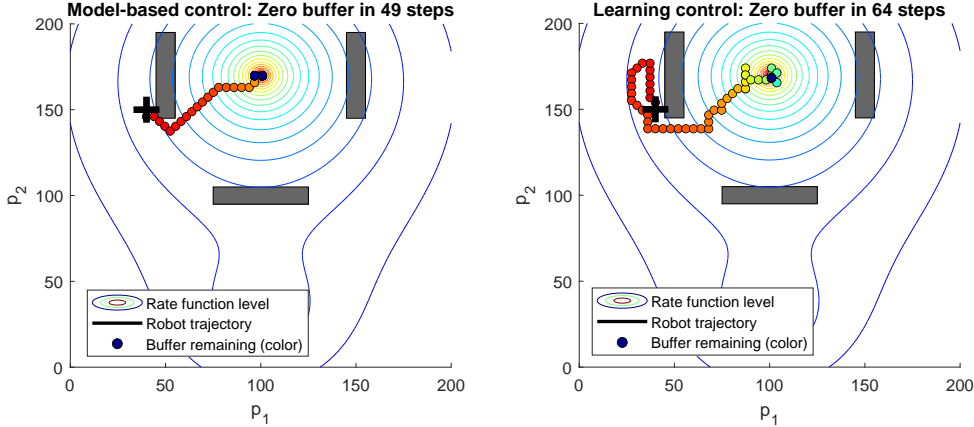 Model-based control: Zero buffer in 49 steps
200
150
100
50
0
p2
Rate function level
Robot trajectory
Buffer remaining (color)
0 50 100 150 200
p1
Learning control: Zero buffer in 64 steps
200
150
100
50
0
p2
Rate function level
Robot trajectory
Buffer remaining (color)
0 50 100 150 200
p1